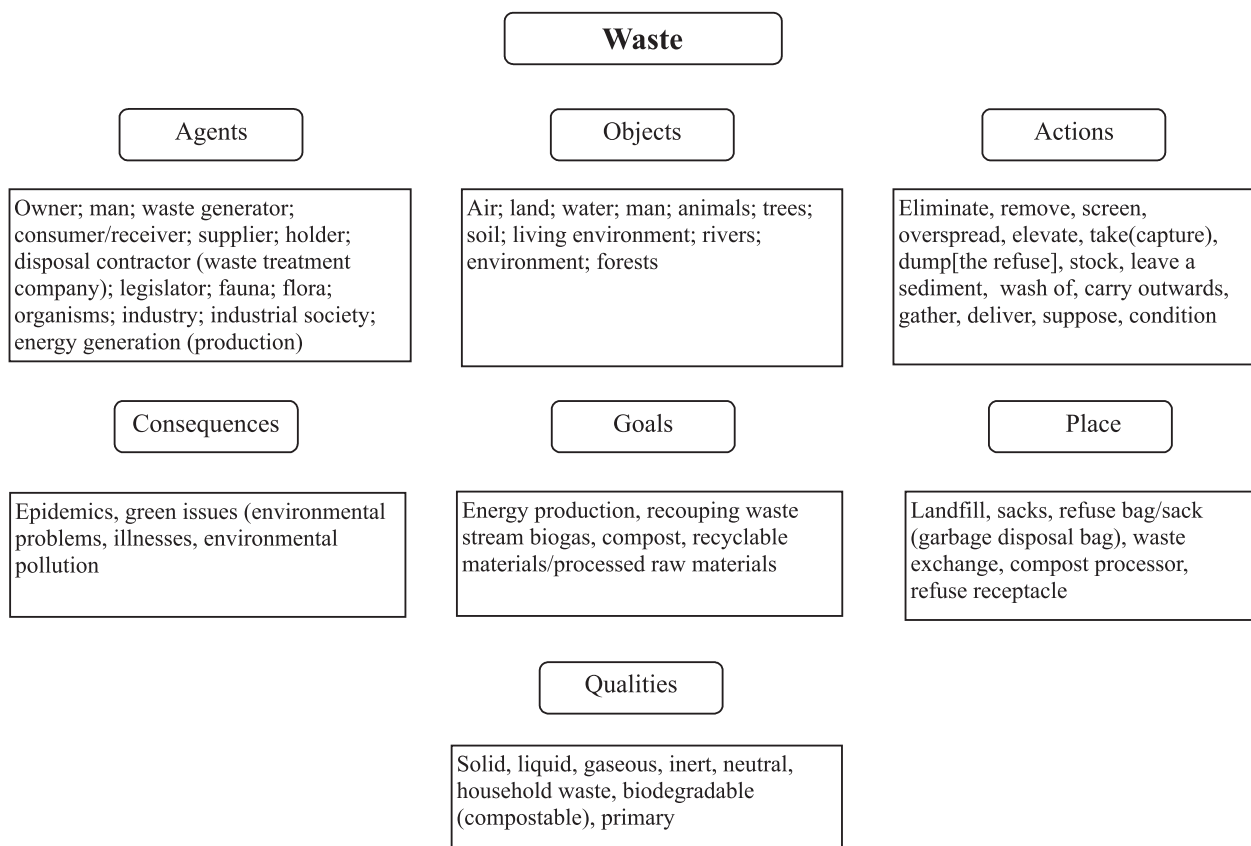 Waste
Agents
Owner; man; waste generator;
consumer/receiver; supplier; holder;
disposal contractor (waste treatment
company); legislator; fauna; flora;
organisms; industry; industrial society;
energy generation (production)
Objects
Air; land; water; man; animals; trees;
soil; living environment; rivers;
environment; forests
Actions
Eliminate, remove, screen,
overspread, elevate, take(capture),
dump[the refuse], stock, leave a
sediment,  wash of, carry outwards,
gather, deliver, suppose, condition
Consequences
Epidemics, green issues (environmental
problems, illnesses, environmental
pollution
Goals
Energy production, recouping waste
stream biogas, compost, recyclable
materials/processed raw materials
Place
Landfill, sacks, refuse bag/sack
(garbage disposal bag), waste
exchange, compost processor,
refuse receptacle
Qualities
Solid, liquid, gaseous, inert, neutral,
household waste, biodegradable
(compostable), primary